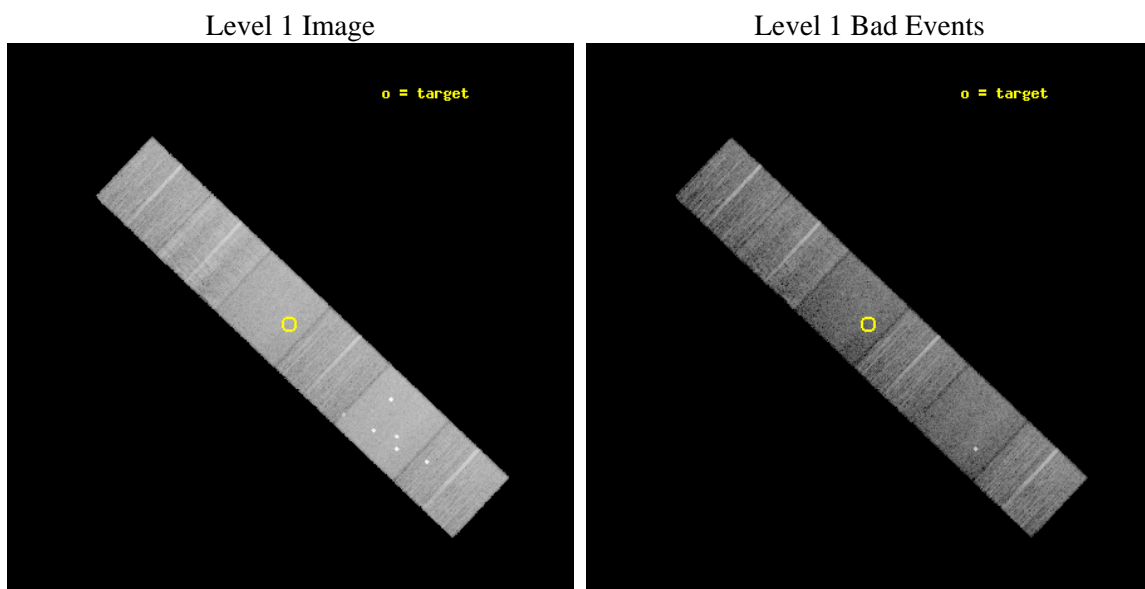 Level 1 Image
Level 1 Bad Events
o = target
o = target